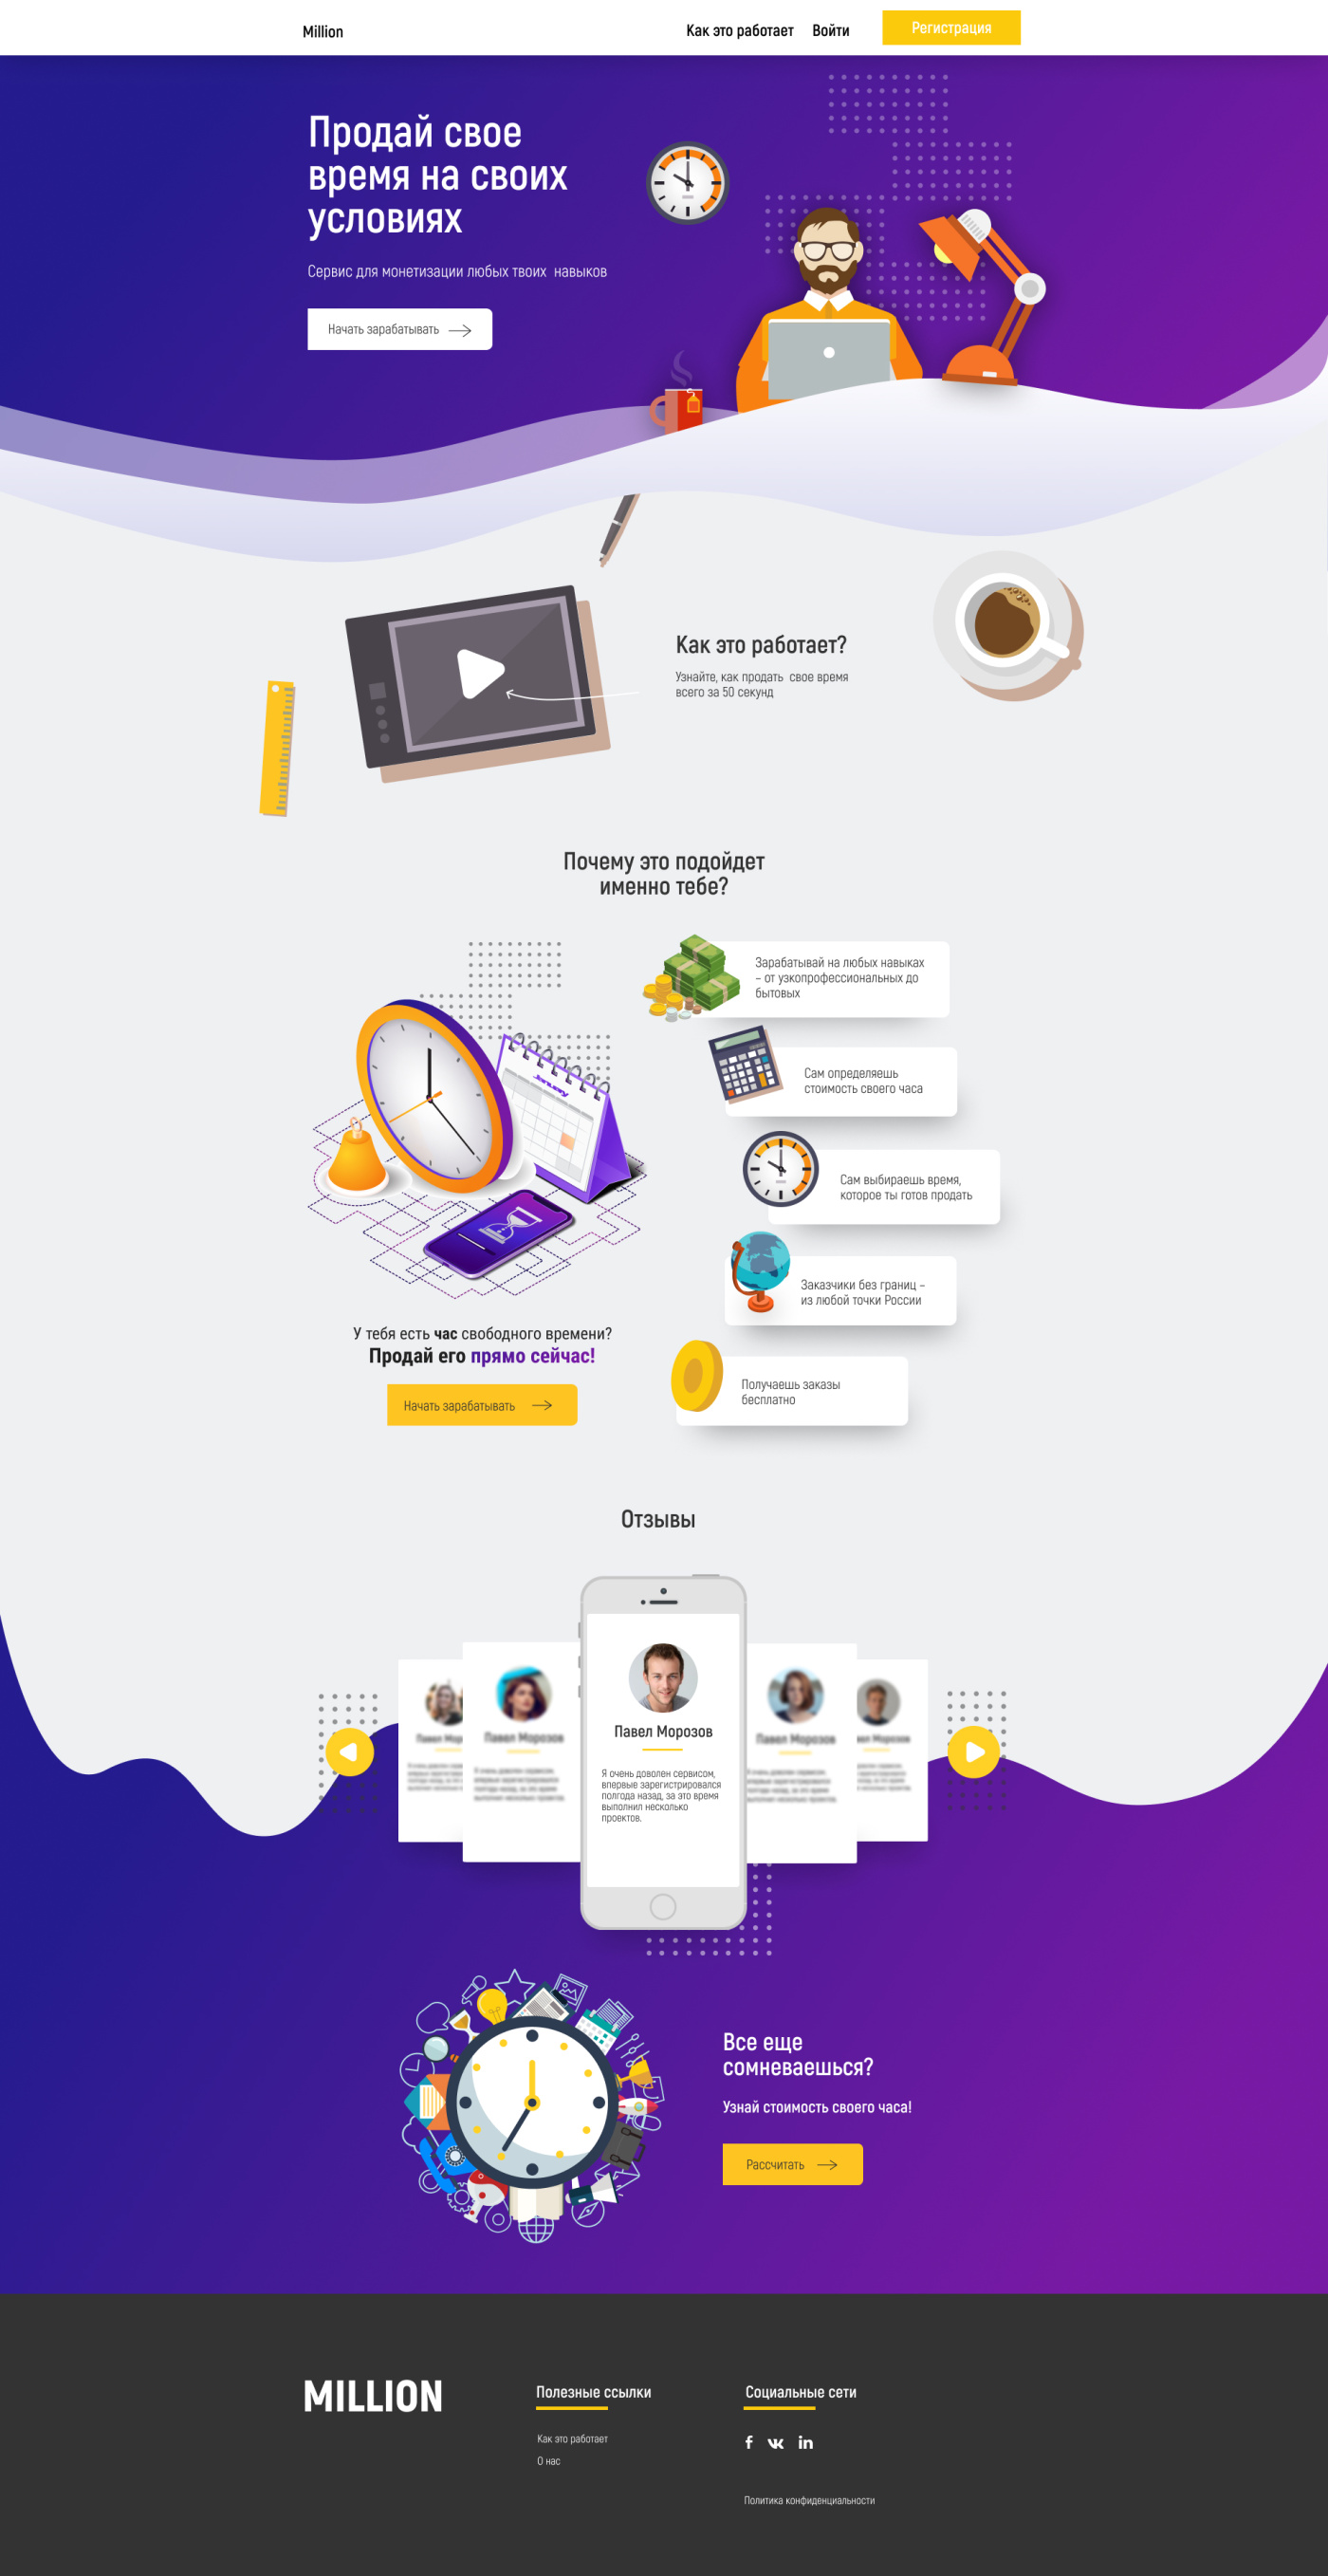 Million
Как это работает
Войти
Регистрация
Продай свое
время на своих
условиях
Сервис для монетизации любых твоих навыков
Начать зарабатывать
Как это работает?
Узнайте, как продать свое время
всего за 50 секунд
Почему это подойдет
именно тебе?
Зарабатывай на любых навыках
– от узкопрофессиональных до
бытовых
Сам определяешь
стоимость своего часа
Сам выбираешь время,
которое ты готов продать
Заказчики без границ –
из любой точки России
Получаешь заказы
бесплатно
У тебя есть час свободного времени?
Продай его прямо сейчас!
Начать зарабатывать
Отзывы
Павел Морозов
Павел Морозов
Павел Морозов
Я очень доволен сервисом,
впервые зарегистрировался
полгода назад, за это время
выполнил несколько
проектов.
Все еще
сомневаешься?
Узнай стоимость своего часа!
Рассчитать
MILLION
Полезные ссылки
Как это работает
О нас
Социальные сети
f
in
Политика конфиденциальности